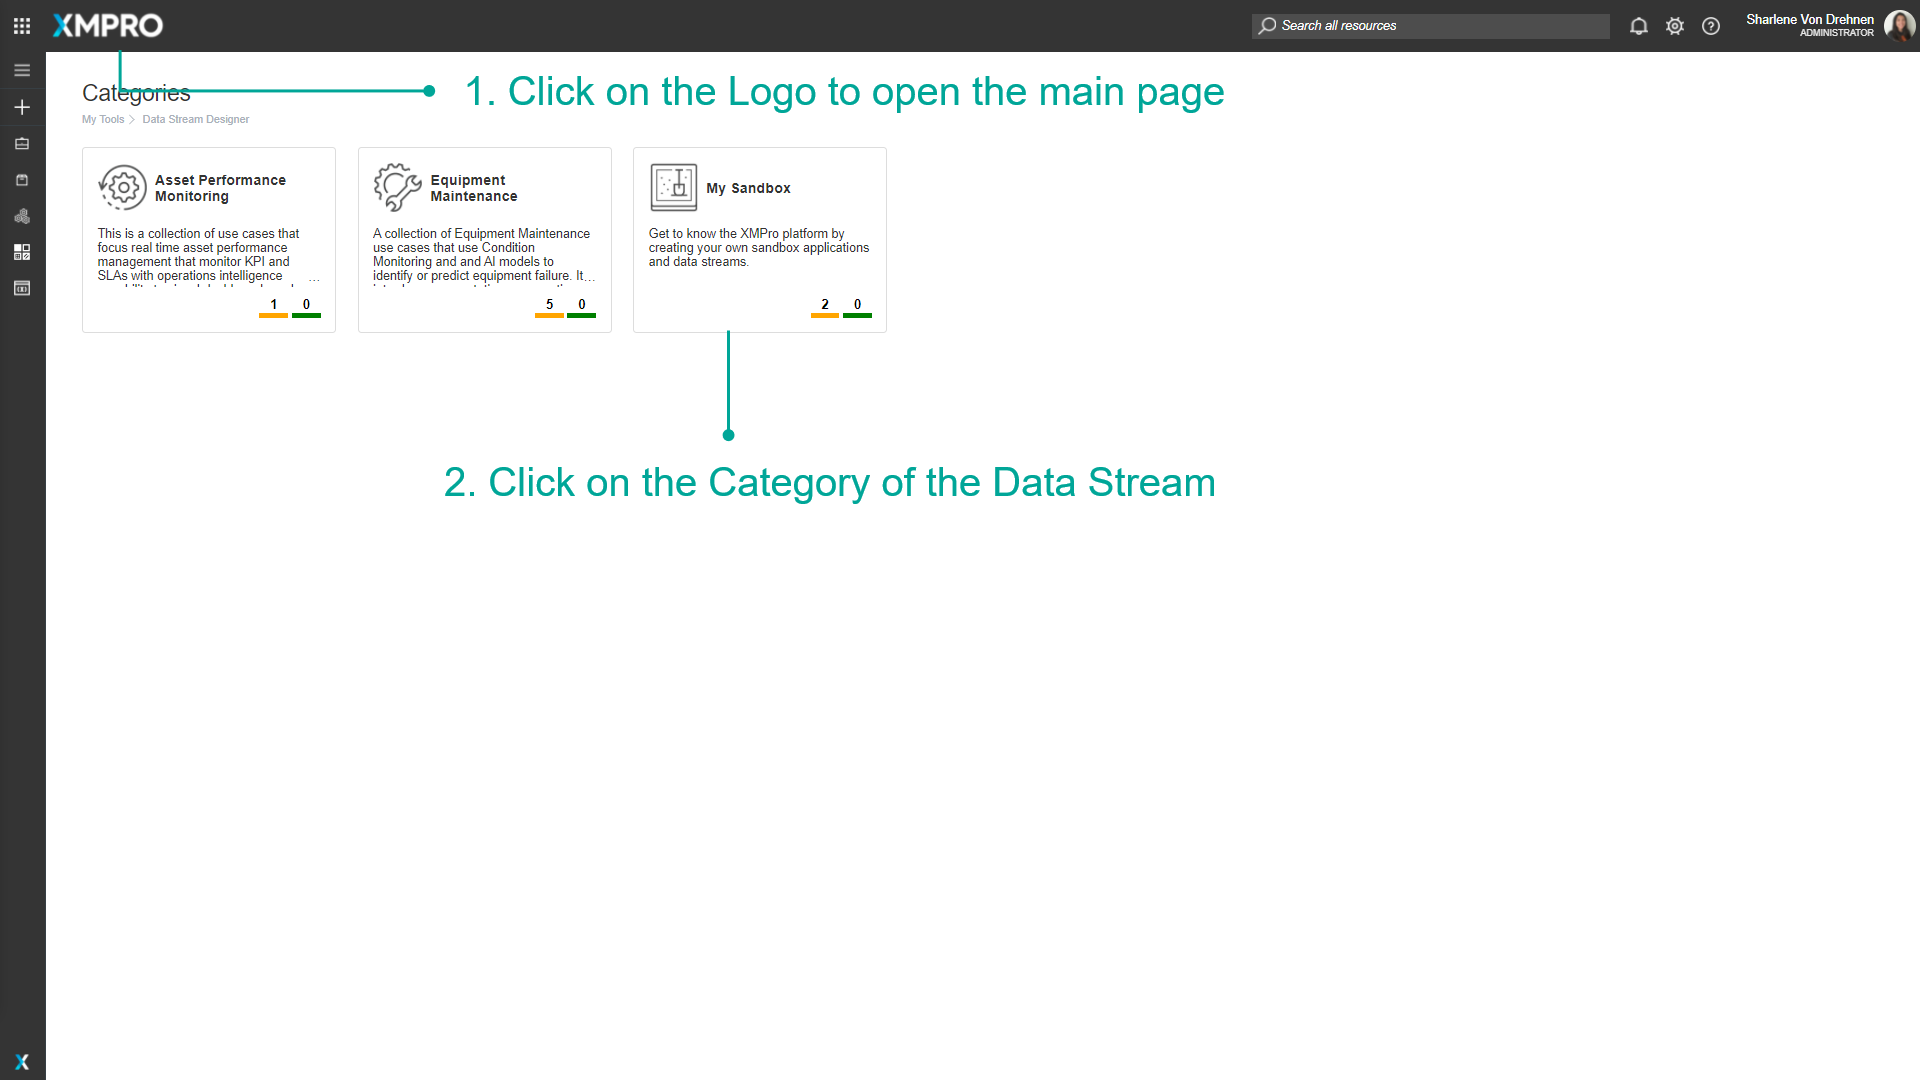 XMPRO
Search all resources
Sharlene Von Drehnen
ADMINISTRATOR
Categories
1. Click on the Logo to open the main page
My Tools > Data Stream Designer
Asset Performance
Monitoring
This is a collection of use cases that
focus real time asset performance
management that monitor KPI and
SLAs with operations intelligence
...
1 0
Equipment
Maintenance
A collection of Equipment Maintenance
use cases that use Condition
Monitoring and and AI models to
identify or predict equipment failure. It...
5 0
My Sandbox
Get to know the XMPro platform by
creating your own sandbox applications
and data streams.
2 0
2. Click on the Category of the Data Stream
X